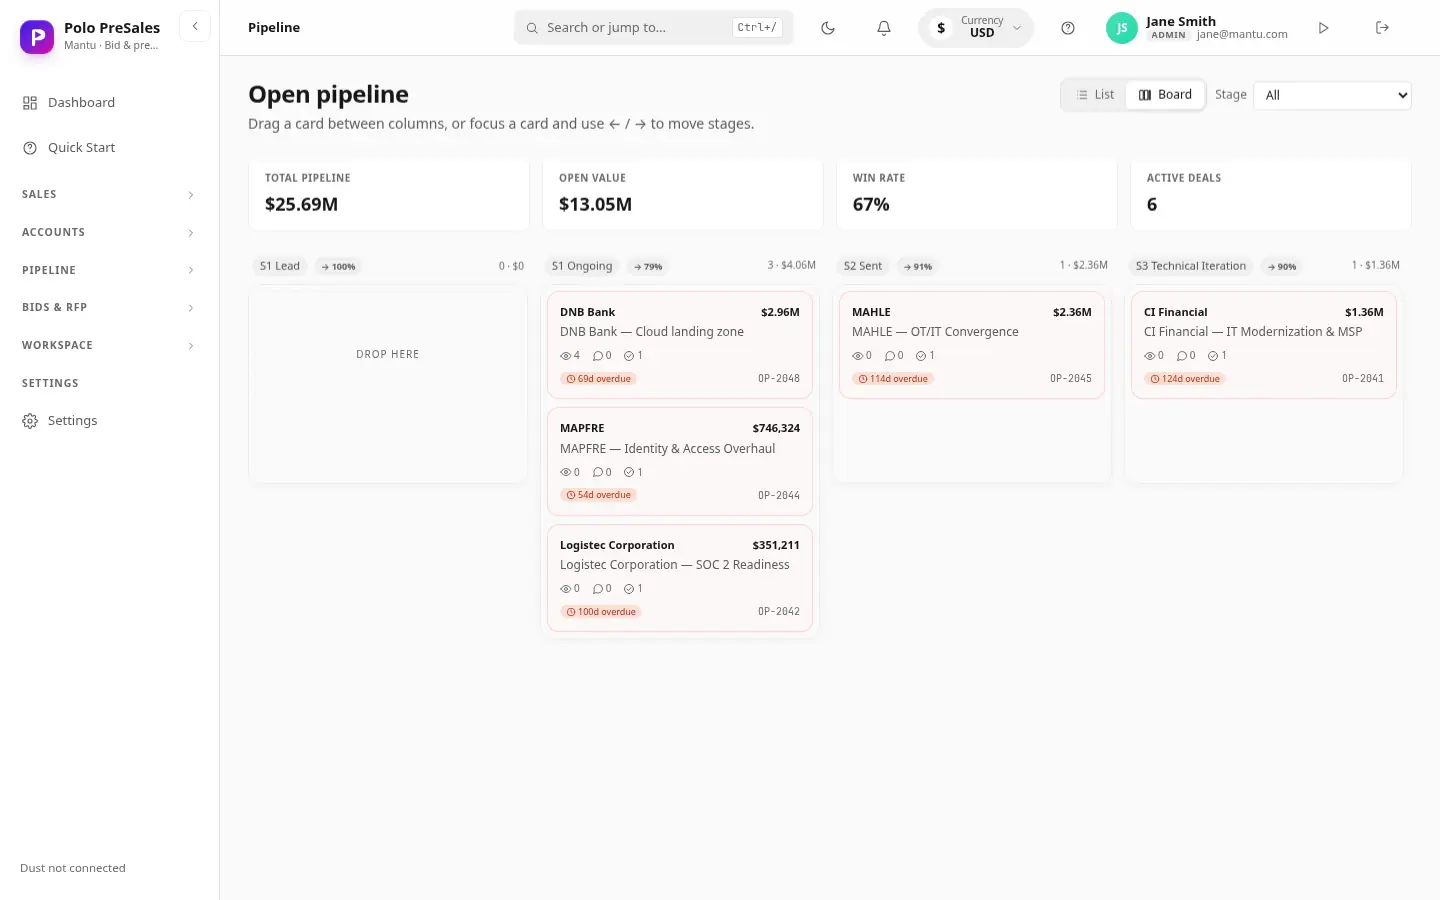 Polo PreSales
Mantu · Bid & pre...
Dashboard
Quick Start
SALES
ACCOUNTS
PIPELINE
BIDS & RFP
WORKSPACE
SETTINGS
Settings
Dust not connected
Pipeline
Search or jump to...
Ctrl+/
$
Currency
USD
JS
Jane Smith
ADMIN jane@mantu.com
Open pipeline
Drag a card between columns, or focus a card and use ← / → to move stages.
List
Board
Stage
All
TOTAL PIPELINE
$25.69M
OPEN VALUE
$13.05M
WIN RATE
67%
ACTIVE DEALS
6
S1 Lead → 100% 0 · $0
DROP HERE
S1 Ongoing → 79% 3 · $4.06M
DNB Bank $2.96M
DNB Bank — Cloud landing zone
4 0 1
69d overdue OP-2048
MAPFRE $746,324
MAPFRE — Identity & Access Overhaul
0 0 1
54d overdue OP-2044
Logistec Corporation $351,211
Logistec Corporation — SOC 2 Readiness
0 0 1
100d overdue OP-2042
S2 Sent → 91% 1 · $2.36M
MAHLE $2.36M
MAHLE — OT/IT Convergence
0 0 1
114d overdue OP-2045
S3 Technical Iteration → 90% 1 · $1.36M
CI Financial $1.36M
CI Financial — IT Modernization & MSP
0 0 1
124d overdue OP-2041